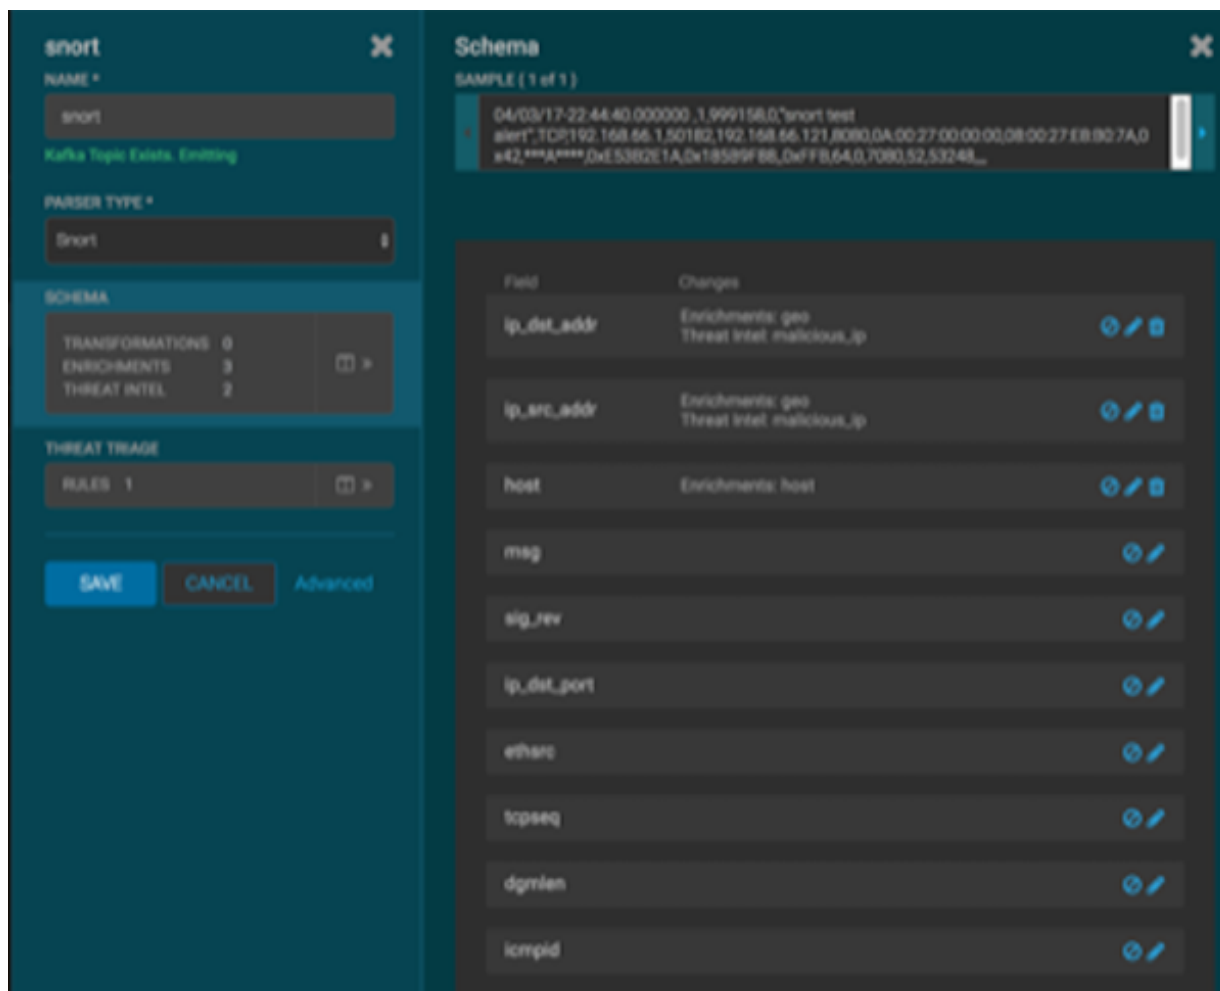 snort
NAME *
snort
Kafka Topic Exists. Emitting
PARSER TYPE *
Snort
SCHEMA
TRANSFORMATIONS 0
ENRICHMENTS 3
THREAT INTEL 2
THREAT TRIAGE
RULES 1
SAVE CANCEL Advanced
Schema
SAMPLE ( 1 of 1 )
04/03/17-22:44:40.000000 ,1,999158,0,"snort test
alert",TCP,192.168.66.1,50182,192.168.66.121,8080,0A:00:27:00:00:00,08:00:27:E8:B0:7A,0
x42,***A****,0xE53B2E1A,0x18589FBB,,0xFFB,64,0,7080,52,53248,,,,
Field Changes
ip_dst_addr Enrichments: geo
Threat Intel: malicious_ip
ip_src_addr Enrichments: geo
Threat Intel: malicious_ip
host Enrichments: host
msg
sig_rev
ip_dst_port
ethsrc
tcpseq
dgmlen
icmpid